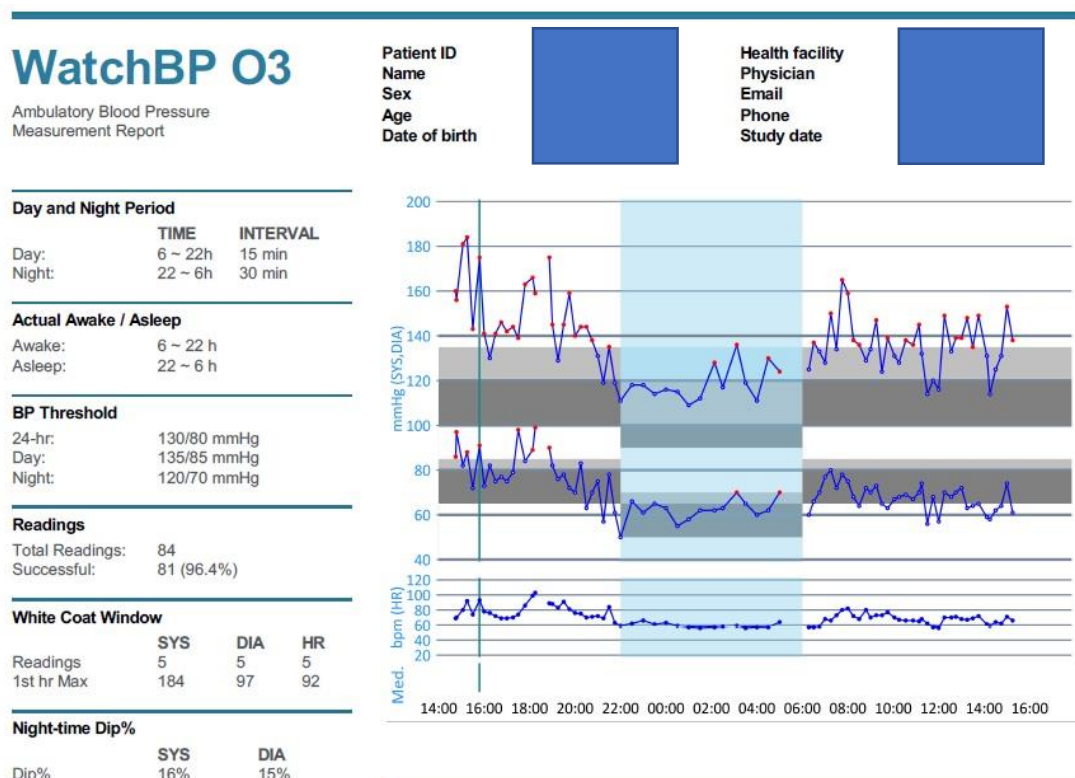 WatchBP O3
Ambulatory Blood Pressure
Measurement Report
Patient ID
Name
Sex
Age
Date of birth
Health facility
Physician
Email
Phone
Study date
Day and Night Period
TIME INTERVAL
Day: 6 ~ 22h 15 min
Night: 22 ~ 6h 30 min
Actual Awake / Asleep
Awake: 6 ~ 22 h
Asleep: 22 ~ 6 h
BP Threshold
24-hr: 130/80 mmHg
Day: 135/85 mmHg
Night: 120/70 mmHg
Readings
Total Readings: 84
Successful: 81 (96.4%)
White Coat Window
SYS DIA HR
Readings 5 5 5
1st hr Max 184 97 92
Night-time Dip%
SYS DIA
Dip% 16% 15%
mmHg (SYS,DIA)
200
180
160
140
120
100
80
60
40
bpm (HR)
120
100
80
60
40
20
Med.
14:00 16:00 18:00 20:00 22:00 00:00 02:00 04:00 06:00 08:00 10:00 12:00 14:00 16:00